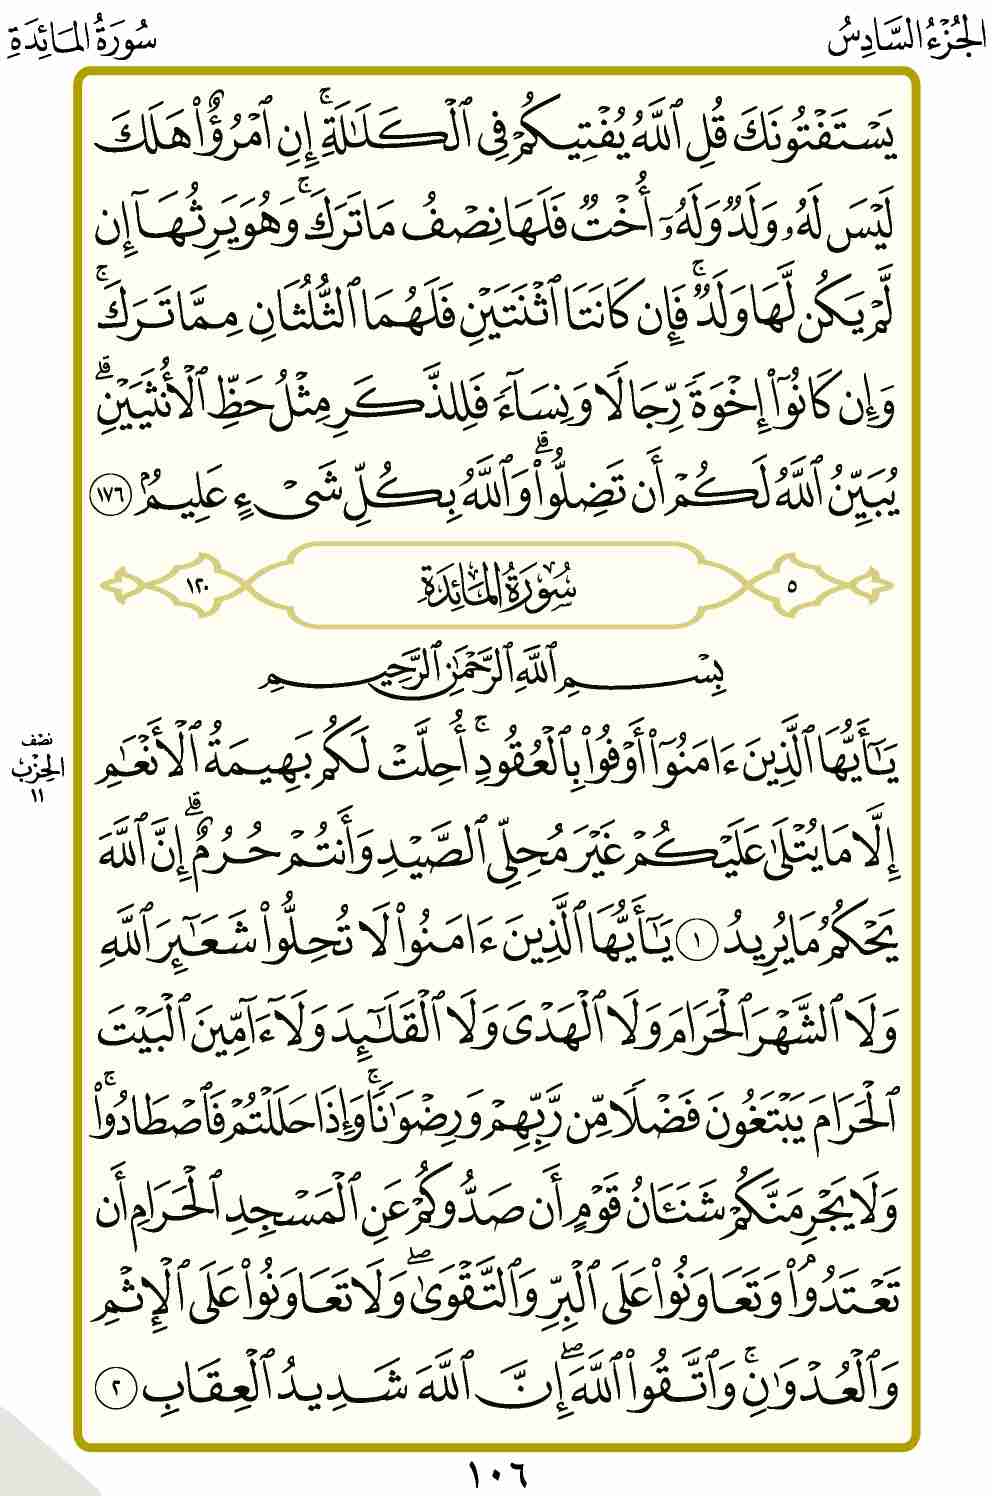 الجُزْءُ السَّادِسُ
سُورَةُ المَائِدَةِ
يَسْتَفْتُونَكَ قُلِ ٱللَّهُ يُفْتِيكُمْ فِى ٱلْكَلَٰلَةِ ۚ إِنِ ٱمْرُؤٌا۟ هَلَكَ
لَيْسَ لَهُۥ وَلَدٌ وَلَهُۥٓ أُخْتٌ فَلَهَا نِصْفُ مَا تَرَكَ ۚ وَهُوَ يَرِثُهَآ إِن
لَّمْ يَكُن لَّهَا وَلَدٌ ۚ فَإِن كَانَتَا ٱثْنَتَيْنِ فَلَهُمَا ٱلثُّلُثَانِ مِمَّا تَرَكَ ۚ
وَإِن كَانُوٓا۟ إِخْوَةً رِّجَالًا وَنِسَآءً فَلِلذَّكَرِ مِثْلُ حَظِّ ٱلْأُنثَيَيْنِ ۗ
يُبَيِّنُ ٱللَّهُ لَكُمْ أَن تَضِلُّوا۟ ۗ وَٱللَّهُ بِكُلِّ شَىْءٍ عَلِيمٌۢ ١٧٦
٥ سُورَةُ المَائِدَةِ ١٢٠
بِسْمِ ٱللَّهِ ٱلرَّحْمَٰنِ ٱلرَّحِيمِ
يَٰٓأَيُّهَا ٱلَّذِينَ ءَامَنُوٓا۟ أَوْفُوا۟ بِٱلْعُقُودِ ۚ أُحِلَّتْ لَكُم بَهِيمَةُ ٱلْأَنْعَٰمِ
نِصْف
الحِزْب
١١
إِلَّا مَا يُتْلَىٰ عَلَيْكُمْ غَيْرَ مُحِلِّى ٱلصَّيْدِ وَأَنتُمْ حُرُمٌ ۗ إِنَّ ٱللَّهَ
يَحْكُمُ مَا يُرِيدُ ١ يَٰٓأَيُّهَا ٱلَّذِينَ ءَامَنُوا۟ لَا تُحِلُّوا۟ شَعَٰٓئِرَ ٱللَّهِ
وَلَا ٱلشَّهْرَ ٱلْحَرَامَ وَلَا ٱلْهَدْىَ وَلَا ٱلْقَلَٰٓئِدَ وَلَآ ءَآمِّينَ ٱلْبَيْتَ
ٱلْحَرَامَ يَبْتَغُونَ فَضْلًا مِّن رَّبِّهِمْ وَرِضْوَٰنًا ۚ وَإِذَا حَلَلْتُمْ فَٱصْطَادُوا۟ ۚ
وَلَا يَجْرِمَنَّكُمْ شَنَـَٔانُ قَوْمٍ أَن صَدُّوكُمْ عَنِ ٱلْمَسْجِدِ ٱلْحَرَامِ أَن
تَعْتَدُوا۟ ۘ وَتَعَاوَنُوا۟ عَلَى ٱلْبِرِّ وَٱلتَّقْوَىٰ ۖ وَلَا تَعَاوَنُوا۟ عَلَى ٱلْإِثْمِ
وَٱلْعُدْوَٰنِ ۚ وَٱتَّقُوا۟ ٱللَّهَ ۖ إِنَّ ٱللَّهَ شَدِيدُ ٱلْعِقَابِ ٢
١٠٦